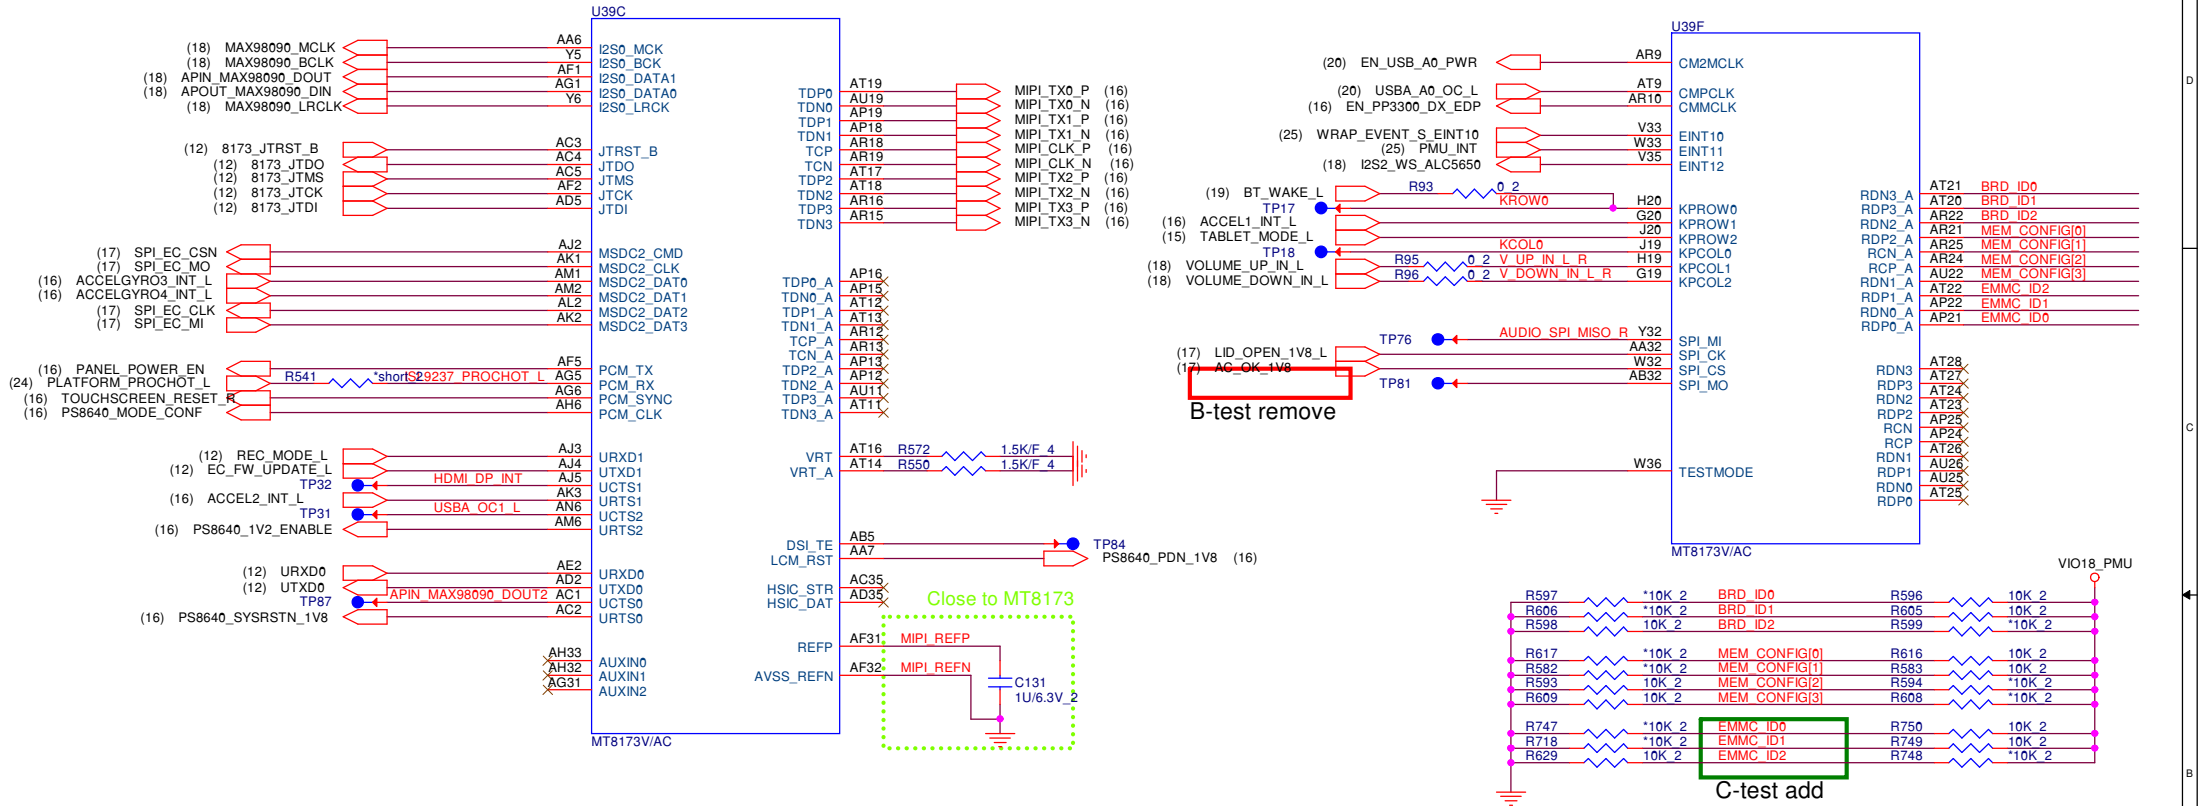 U39C
(18) MAX98090_MCLK AA6 I2S0_MCK
(18) MAX98090_BCLK Y5 I2S0_BCK
(18) APIN_MAX98090_DOUT AF1 I2S0_DATA1
(18) APOUT_MAX98090_DIN AG1 I2S0_DATA0
(18) MAX98090_LRCLK Y6 I2S0_LRCK
(12) 8173_JTRST_B AC3 JTRST_B
(12) 8173_JTDO AC4 JTDO
(12) 8173_JTMS AC5 JTMS
(12) 8173_JTCK AF2 JTCK
(12) 8173_JTDI AD5 JTDI
(17) SPI_EC_CSN AJ2 MSDC2_CMD
(17) SPI_EC_MO AK1 MSDC2_CLK
(16) ACCELGYRO3_INT_L AM1 MSDC2_DAT0
(16) ACCELGYRO4_INT_L AM2 MSDC2_DAT1
(17) SPI_EC_CLK AL2 MSDC2_DAT2
(17) SPI_EC_MI AK2 MSDC2_DAT3
(16) PANEL_POWER_EN AF5 PCM_TX
(24) PLATFORM_PROCHOT_L R541 *short_2 9237_PROCHOT_L AG5 PCM_RX
(16) TOUCHSCREEN_RESET_R AG6 PCM_SYNC
(16) PS8640_MODE_CONF AH6 PCM_CLK
(12) REC_MODE_L AJ3 URXD1
(12) EC_FW_UPDATE_L AJ4 UTXD1
TP32 HDMI_DP_INT AJ5 UCTS1
(16) ACCEL2_INT_L AK3 URTS1
TP31 USBA_OC1_L AN6 UCTS2
(16) PS8640_1V2_ENABLE AM6 URTS2
(12) URXD0 AE2 URXD0
(12) UTXD0 AD2 UTXD0
TP87 APIN_MAX98090_DOUT2 AC1 UCTS0
(16) PS8640_SYSRSTN_1V8 AC2 URTS0
AH33 AUXIN0
AH32 AUXIN1
AG31 AUXIN2
TDP0 AT19 MIPI_TX0_P (16)
TDN0 AU19 MIPI_TX0_N (16)
TDP1 AP19 MIPI_TX1_P (16)
TDN1 AP18 MIPI_TX1_N (16)
TCP AR18 MIPI_CLK_P (16)
TCN AR19 MIPI_CLK_N (16)
TDP2 AT17 MIPI_TX2_P (16)
TDN2 AT18 MIPI_TX2_N (16)
TDP3 AR16 MIPI_TX3_P (16)
TDN3 AR15 MIPI_TX3_N (16)
TDP0_A AP16
TDN0_A AP15
TDP1_A AT12
TDN1_A AT13
TCP_A AR12
TCN_A AR13
TDP2_A AP13
TDN2_A AP12
TDP3_A AU11
TDN3_A AT11
VRT AT16 R572 1.5K/F_4
VRT_A AT14 R550 1.5K/F_4
DSI_TE AB5 TP84
LCM_RST AA7 PS8640_PDN_1V8 (16)
HSIC_STR AC35
HSIC_DAT AD35
Close to MT8173
REFP AF31 MIPI_REFP
AVSS_REFN AF32 MIPI_REFN
C131
1U/6.3V_2
MT8173V/AC
U39F
(20) EN_USB_A0_PWR AR9 CM2MCLK
(20) USBA_A0_OC_L AT9 CMPCLK
(16) EN_PP3300_DX_EDP AR10 CMMCLK
(25) WRAP_EVENT_S_EINT10 V33 EINT10
(25) PMU_INT W33 EINT11
(18) I2S2_WS_ALC5650 V35 EINT12
(19) BT_WAKE_L R93 0_2
TP17 KROW0 H20 KPROW0
(16) ACCEL1_INT_L G20 KPROW1
(15) TABLET_MODE_L J20 KPROW2
TP18 KCOL0 J19 KPCOL0
(18) VOLUME_UP_IN_L R95 0_2 V_UP_IN_L_R H19 KPCOL1
(18) VOLUME_DOWN_IN_L R96 0_2 V_DOWN_IN_L_R G19 KPCOL2
TP76 AUDIO_SPI_MISO_R Y32 SPI_MI
(17) LID_OPEN_1V8_L AA32 SPI_CK
(17) AC_OK_1V8 W32 SPI_CS
TP81 AB32 SPI_MO
B-test remove
W36 TESTMODE
RDN3_A AT21 BRD_ID0
RDP3_A AT20 BRD_ID1
RDN2_A AR22 BRD_ID2
RDP2_A AR21 MEM_CONFIG[0]
RCN_A AR25 MEM_CONFIG[1]
RCP_A AR24 MEM_CONFIG[2]
RDN1_A AU22 MEM_CONFIG[3]
RDP1_A AT22 EMMC_ID2
RDN0_A AP22 EMMC_ID1
RDP0_A AP21 EMMC_ID0
RDN3 AT28
RDP3 AT27
RDN2 AT24
RDP2 AT23
RCN AP25
RCP AP24
RDN1 AT26
RDP1 AU26
RDN0 AU25
RDP0 AT25
MT8173V/AC
VIO18_PMU
R597 *10K_2 BRD_ID0 R596 10K_2
R606 *10K_2 BRD_ID1 R605 10K_2
R598 10K_2 BRD_ID2 R599 *10K_2
R617 *10K_2 MEM_CONFIG[0] R616 10K_2
R582 *10K_2 MEM_CONFIG[1] R583 10K_2
R593 10K_2 MEM_CONFIG[2] R594 *10K_2
R609 10K_2 MEM_CONFIG[3] R608 *10K_2
R747 *10K_2 EMMC_ID0 R750 10K_2
R718 *10K_2 EMMC_ID1 R749 10K_2
R629 10K_2 EMMC_ID2 R748 *10K_2
C-test add
D
C
B